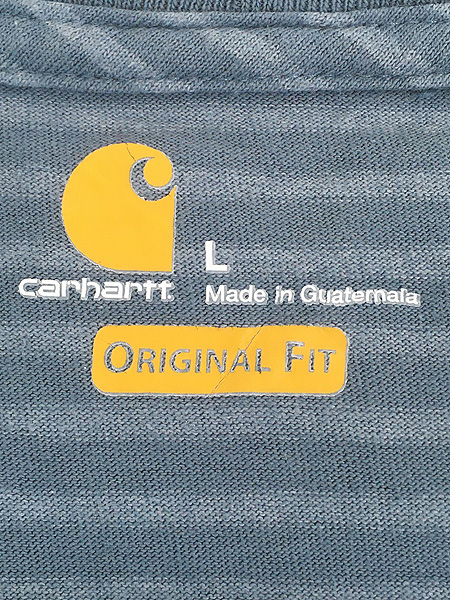 L
carhartt
Made in Guatemala
ORIGINAL FIT